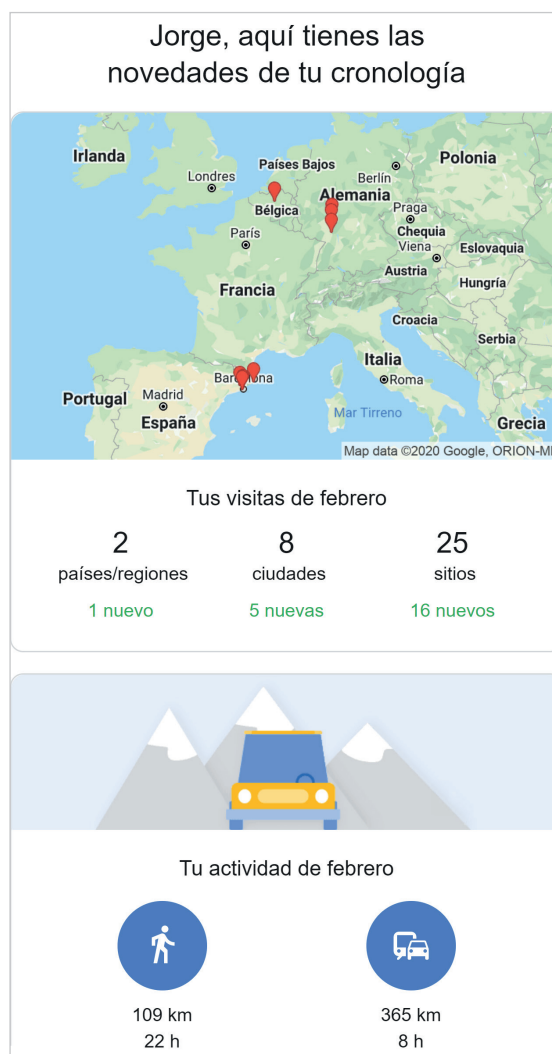 Jorge, aquí tienes las
novedades de tu cronología
Irlanda
Londres
Países Bajos
Berlín
Polonia
Bélgica
Alemania
París
Praga
Chequia
Viena
Eslovaquia
Austria
Hungría
Francia
Croacia
Serbia
Italia
Barcelona
Roma
Portugal
Madrid
España
Mar Tirreno
Grecia
Map data ©2020 Google, ORION-ME
Tus visitas de febrero
2 8 25
países/regiones ciudades sitios
1 nuevo 5 nuevas 16 nuevos
Tu actividad de febrero
109 km 365 km
22 h 8 h